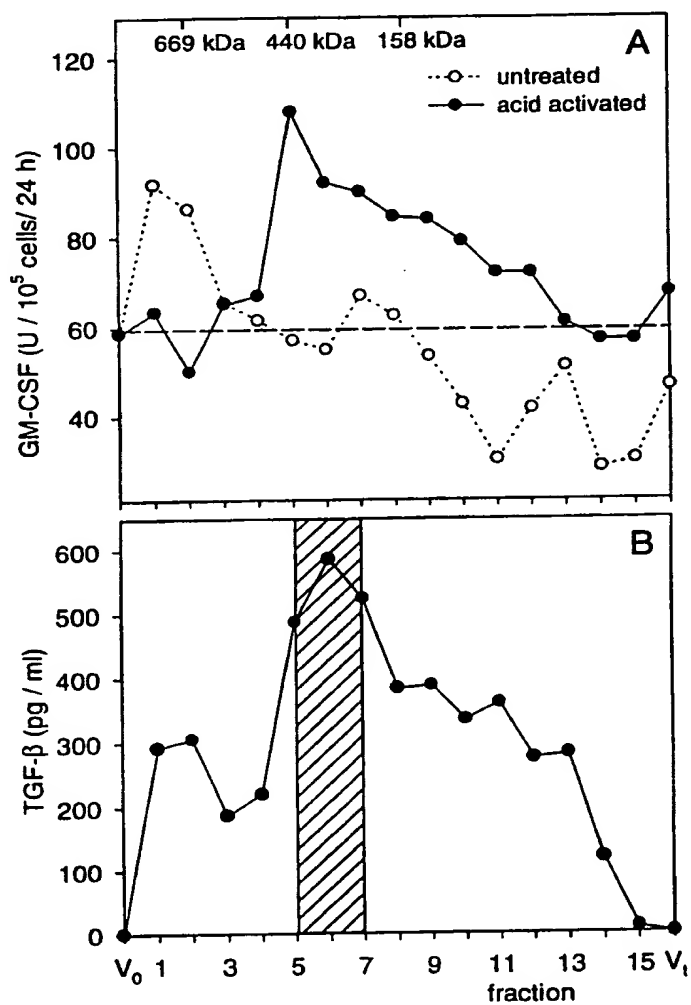 669 kDa 440 kDa 158 kDa A
untreated
acid activated
120
100
80
60
40
GM-CSF (U / 10⁵ cells/ 24 h)
B
600
500
400
300
200
100
0
TGF-β (pg / ml)
V₀ 1 3 5 7 9 11 13 15 Vₜ
fraction